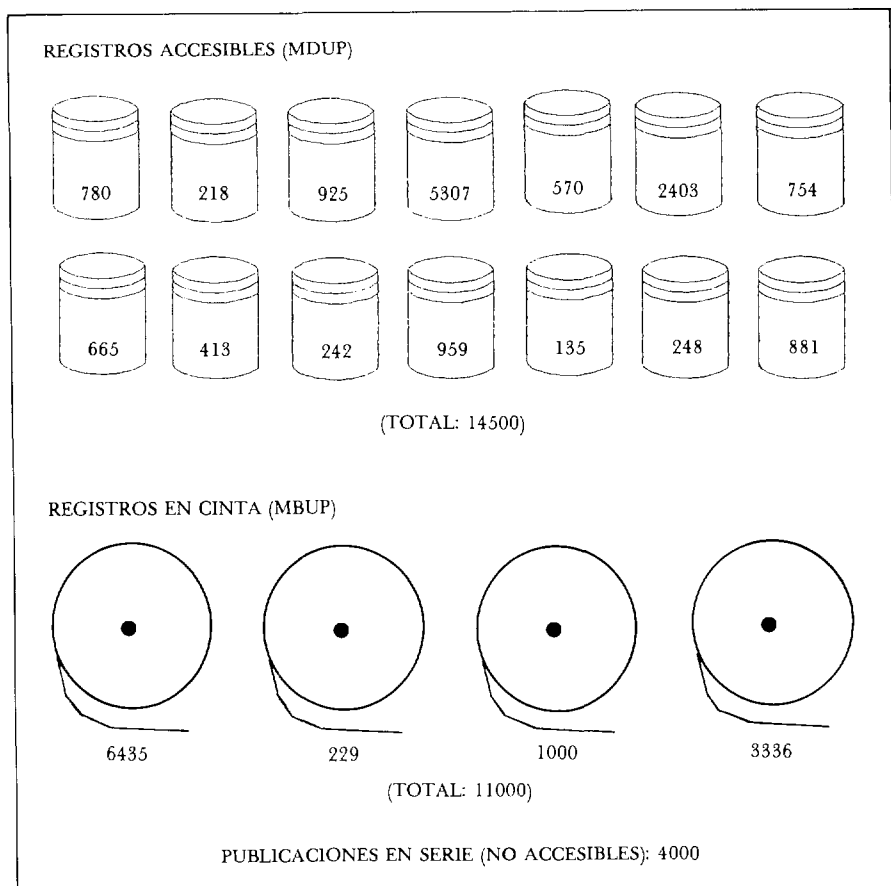 REGISTROS ACCESIBLES (MDUP)
780 218 925 5307 570 2403 754
665 413 242 959 135 248 881
(TOTAL: 14500)
REGISTROS EN CINTA (MBUP)
6435 229 1000 3336
(TOTAL: 11000)
PUBLICACIONES EN SERIE (NO ACCESIBLES): 4000